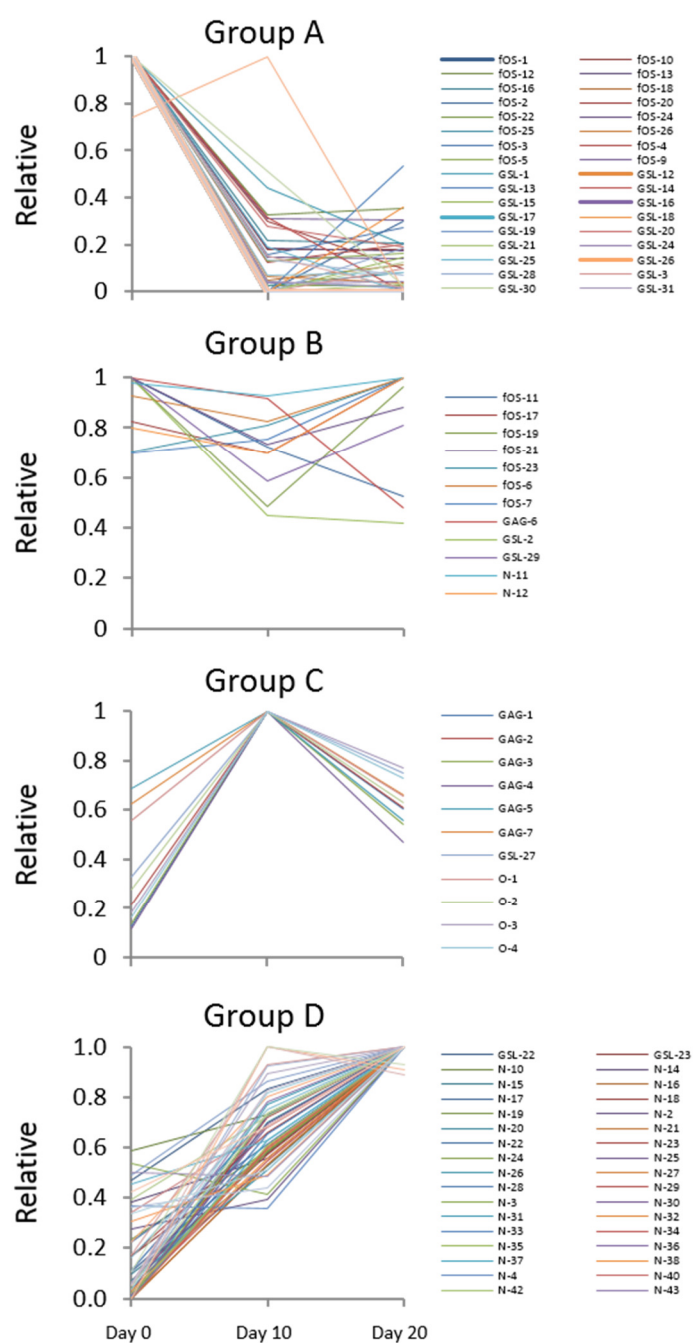 Group A
Relative
1
0.8
0.6
0.4
0.2
0
fOS-1 fOS-10
fOS-12 fOS-13
fOS-16 fOS-18
fOS-2 fOS-20
fOS-22 fOS-24
fOS-25 fOS-26
fOS-3 fOS-4
fOS-5 fOS-9
GSL-1 GSL-12
GSL-13 GSL-14
GSL-15 GSL-16
GSL-17 GSL-18
GSL-19 GSL-20
GSL-21 GSL-24
GSL-25 GSL-26
GSL-28 GSL-3
GSL-30 GSL-31
Group B
Relative
1
0.8
0.6
0.4
0.2
0
fOS-11
fOS-17
fOS-19
fOS-21
fOS-23
fOS-6
fOS-7
GAG-6
GSL-2
GSL-29
N-11
N-12
Group C
Relative
1
0.8
0.6
0.4
0.2
0
GAG-1
GAG-2
GAG-3
GAG-4
GAG-5
GAG-7
GSL-27
O-1
O-2
O-3
O-4
Group D
Relative
1.0
0.8
0.6
0.4
0.2
0.0
GSL-22 GSL-23
N-10 N-14
N-15 N-16
N-17 N-18
N-19 N-2
N-20 N-21
N-22 N-23
N-24 N-25
N-26 N-27
N-28 N-29
N-3 N-30
N-31 N-32
N-33 N-34
N-35 N-36
N-37 N-38
N-4 N-40
N-42 N-43
Day 0 Day 10 Day 20